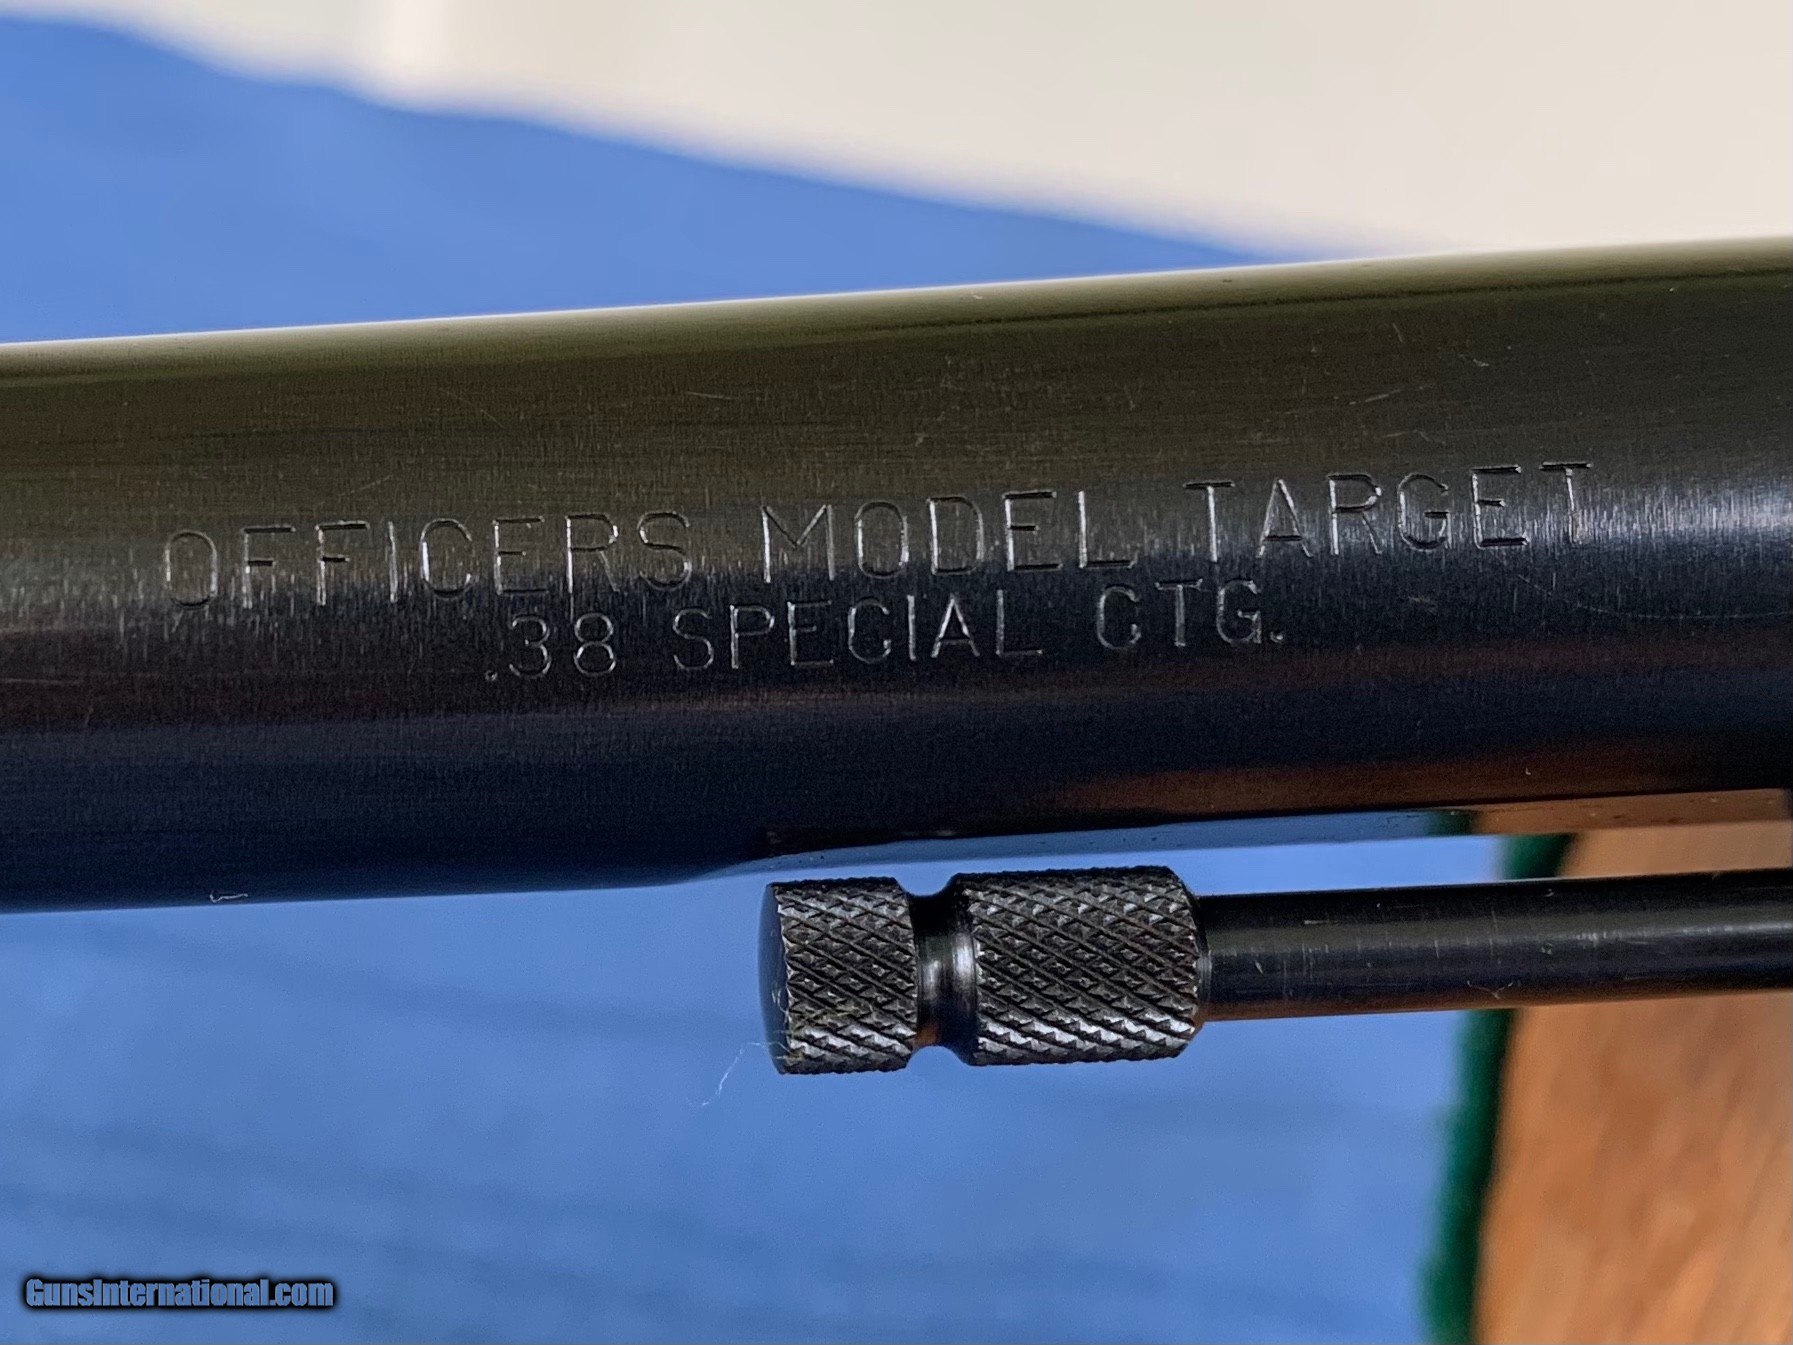 OFFICERS MODEL TARGET
.38 SPECIAL CTG.
GunsInternational.com